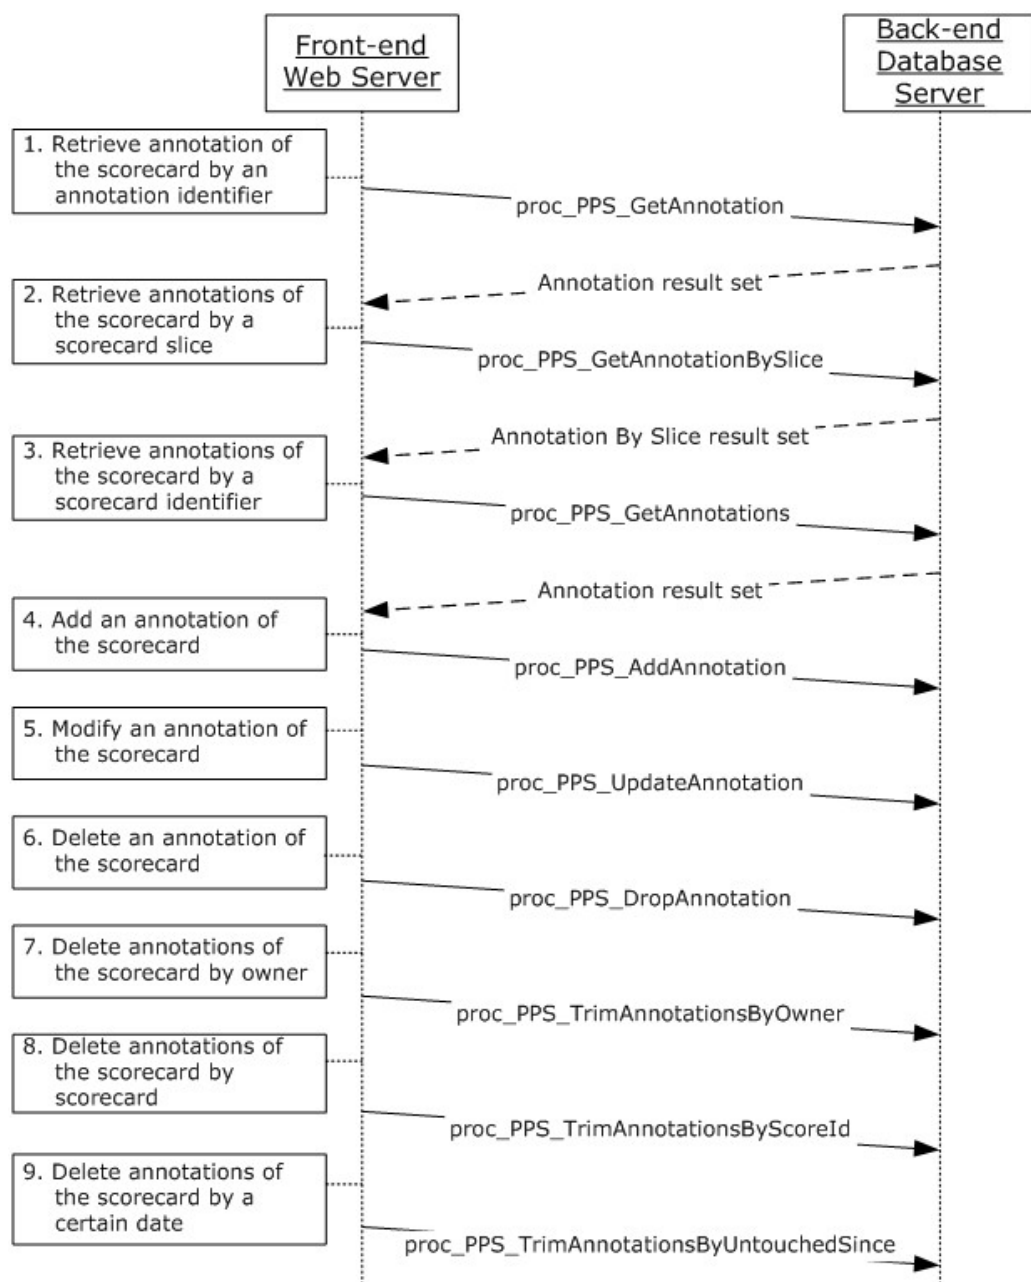 Front-end
Web Server
Back-end
Database
Server
1. Retrieve annotation of
the scorecard by an
annotation identifier
proc_PPS_GetAnnotation
Annotation result set
2. Retrieve annotations of
the scorecard by a
scorecard slice
proc_PPS_GetAnnotationBySlice
Annotation By Slice result set
3. Retrieve annotations of
the scorecard by a
scorecard identifier
proc_PPS_GetAnnotations
Annotation result set
4. Add an annotation of
the scorecard
proc_PPS_AddAnnotation
5. Modify an annotation of
the scorecard
proc_PPS_UpdateAnnotation
6. Delete an annotation of
the scorecard
proc_PPS_DropAnnotation
7. Delete annotations of
the scorecard by owner
proc_PPS_TrimAnnotationsByOwner
8. Delete annotations of
the scorecard by
scorecard
proc_PPS_TrimAnnotationsByScoreId
9. Delete annotations of
the scorecard by a
certain date
proc_PPS_TrimAnnotationsByUntouchedSince